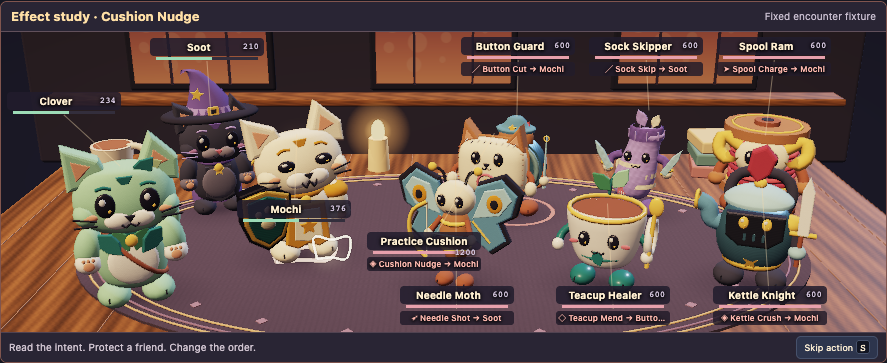 Effect study · Cushion Nudge
Fixed encounter fixture
Soot 210
Button Guard 600
⟋ Button Cut → Mochi
Sock Skipper 600
⟋ Sock Skip → Soot
Spool Ram 600
➤ Spool Charge → Mochi
Clover 234
Mochi 376
Practice Cushion
1200
◈ Cushion Nudge → Mochi
Needle Moth 600
➶ Needle Shot → Soot
Teacup Healer 600
◇ Teacup Mend → Butto...
Kettle Knight 600
◈ Kettle Crush → Mochi
Read the intent. Protect a friend. Change the order.
Skip action S